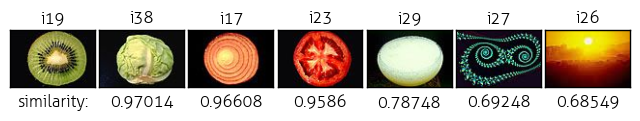 i19 i38 i17 i23 i29 i27 i26
similarity: 0.97014 0.96608 0.9586 0.78748 0.69248 0.68549